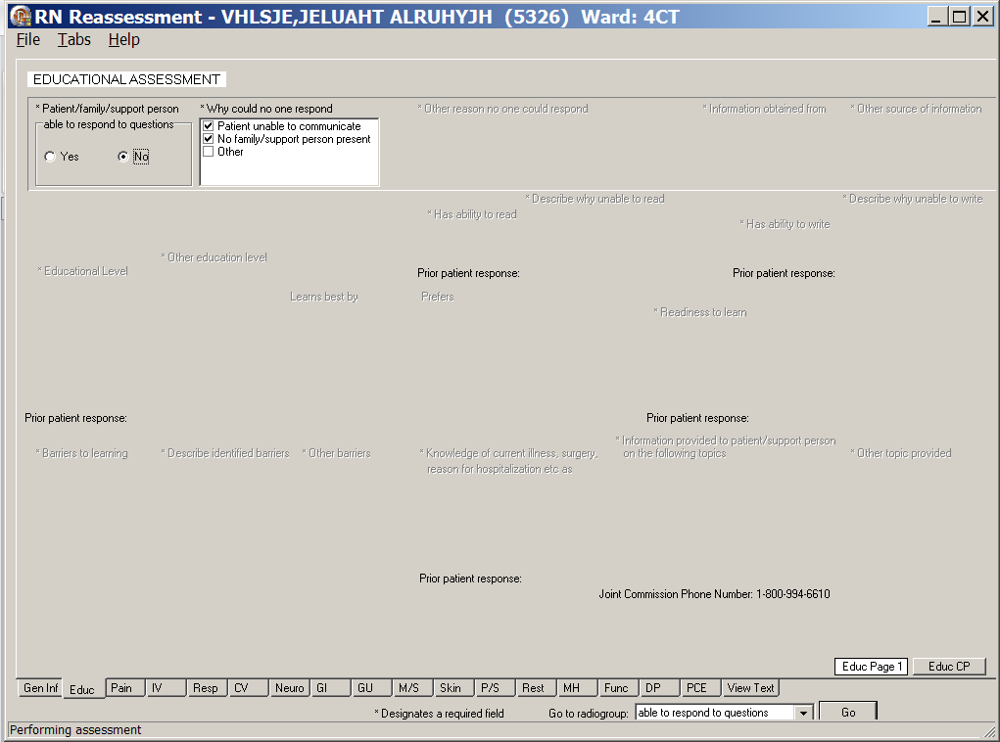 RN Reassessment - VHLSJE,JELUAHT ALRUHYJH (5326) Ward: 4CT
File Tabs Help
EDUCATIONAL ASSESSMENT
* Patient/family/support person
able to respond to questions
Yes No
* Why could no one respond
Patient unable to communicate
No family/support person present
Other
* Other reason no one could respond
* Information obtained from
* Other source of information
* Describe why unable to read
* Describe why unable to write
* Has ability to read
* Has ability to write
* Other education level
* Educational Level
Prior patient response:
Prior patient response:
Learns best by
Prefers
* Readiness to learn
Prior patient response:
Prior patient response:
* Barriers to learning
* Describe identified barriers
* Other barriers
* Knowledge of current illness, surgery,
reason for hospitalization etc as
* Information provided to patient/support person
on the following topics
* Other topic provided
Prior patient response:
Joint Commission Phone Number: 1-800-994-6610
Educ Page 1 Educ CP
Gen Inf Educ Pain IV Resp CV Neuro GI GU M/S Skin P/S Rest MH Func DP PCE View Text
* Designates a required field
Go to radiogroup: able to respond to questions Go
Performing assessment